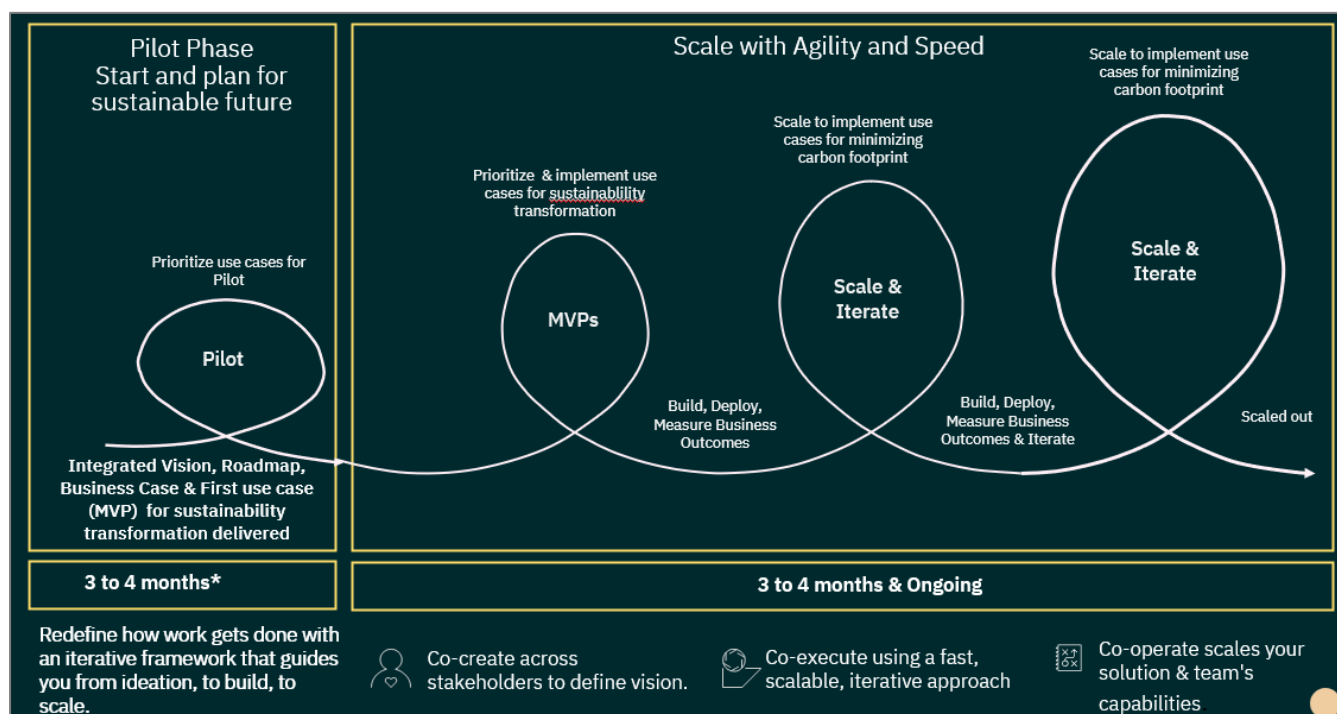 Pilot Phase
Start and plan for
sustainable future
Prioritize use cases for
Pilot
Pilot
Integrated Vision, Roadmap,
Business Case & First use case
(MVP) for sustainability
transformation delivered
Scale with Agility and Speed
Prioritize & implement use
cases for sustainablility
transformation
MVPs
Build, Deploy,
Measure Business
Outcomes
Scale to implement use
cases for minimizing
carbon footprint
Scale &
Iterate
Build, Deploy,
Measure Business
Outcomes & Iterate
Scale to implement use
cases for minimizing
carbon footprint
Scale &
Iterate
Scaled out
3 to 4 months*
3 to 4 months & Ongoing
Redefine how work gets done with
an iterative framework that guides
you from ideation, to build, to
scale.
Co-create across
stakeholders to define vision.
Co-execute using a fast,
scalable, iterative approach
Co-operate scales your
solution & team's
capabilities.